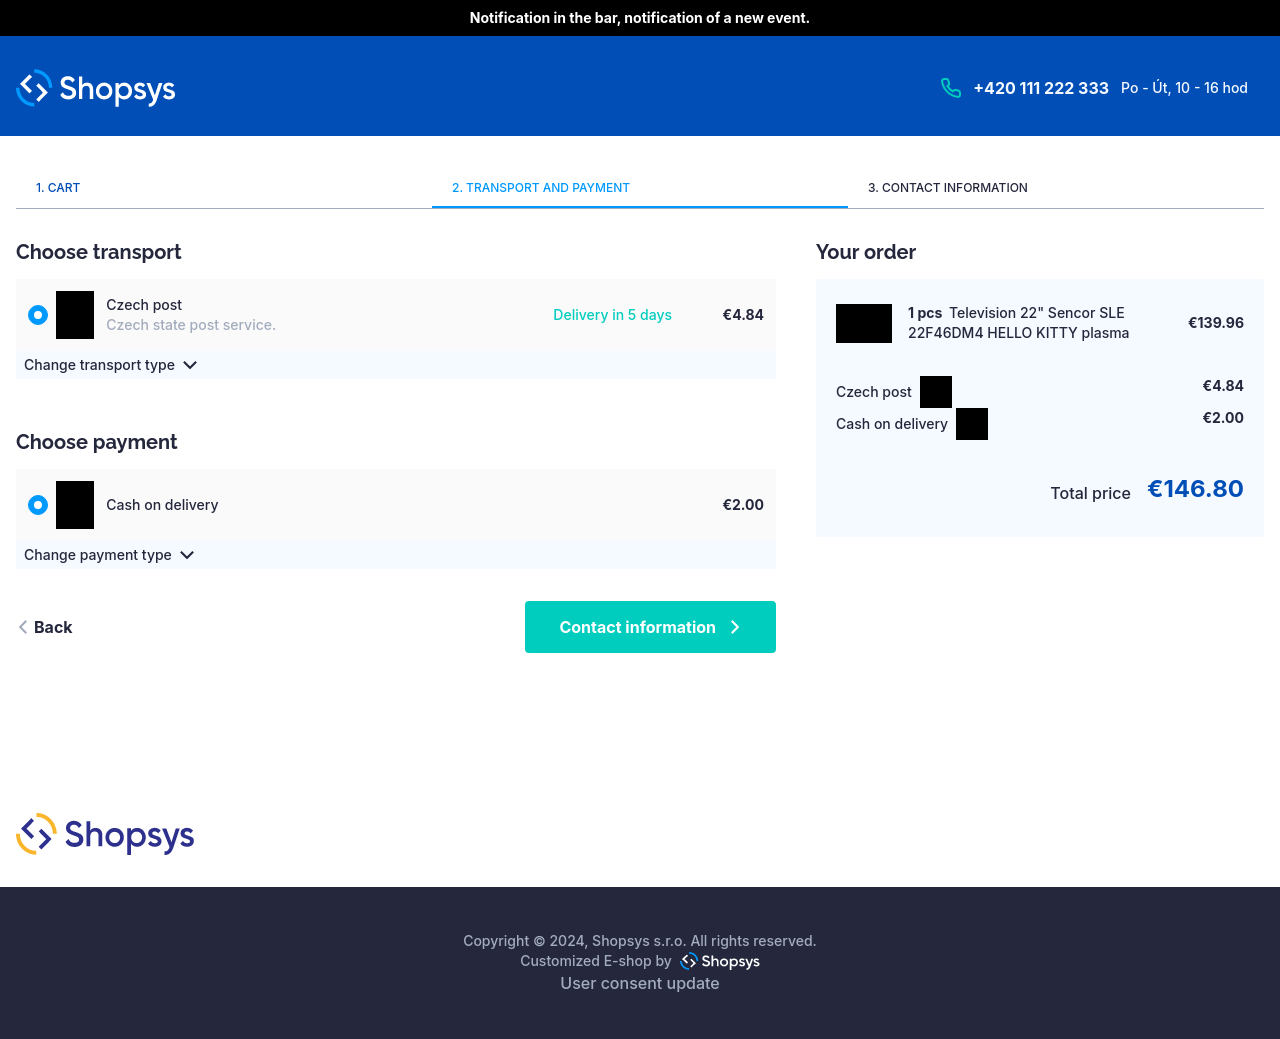 Notification in the bar, notification of a new event.
Shopsys
+420 111 222 333 Po - Út, 10 - 16 hod
1. CART
2. TRANSPORT AND PAYMENT
3. CONTACT INFORMATION
Choose transport
Czech post
Czech state post service.
Delivery in 5 days
€4.84
Change transport type
Choose payment
Cash on delivery
€2.00
Change payment type
Back
Contact information
Your order
1 pcs Television 22" Sencor SLE
22F46DM4 HELLO KITTY plasma
€139.96
Czech post
€4.84
Cash on delivery
€2.00
Total price €146.80
Shopsys
Copyright © 2024, Shopsys s.r.o. All rights reserved.
Customized E-shop by Shopsys
User consent update